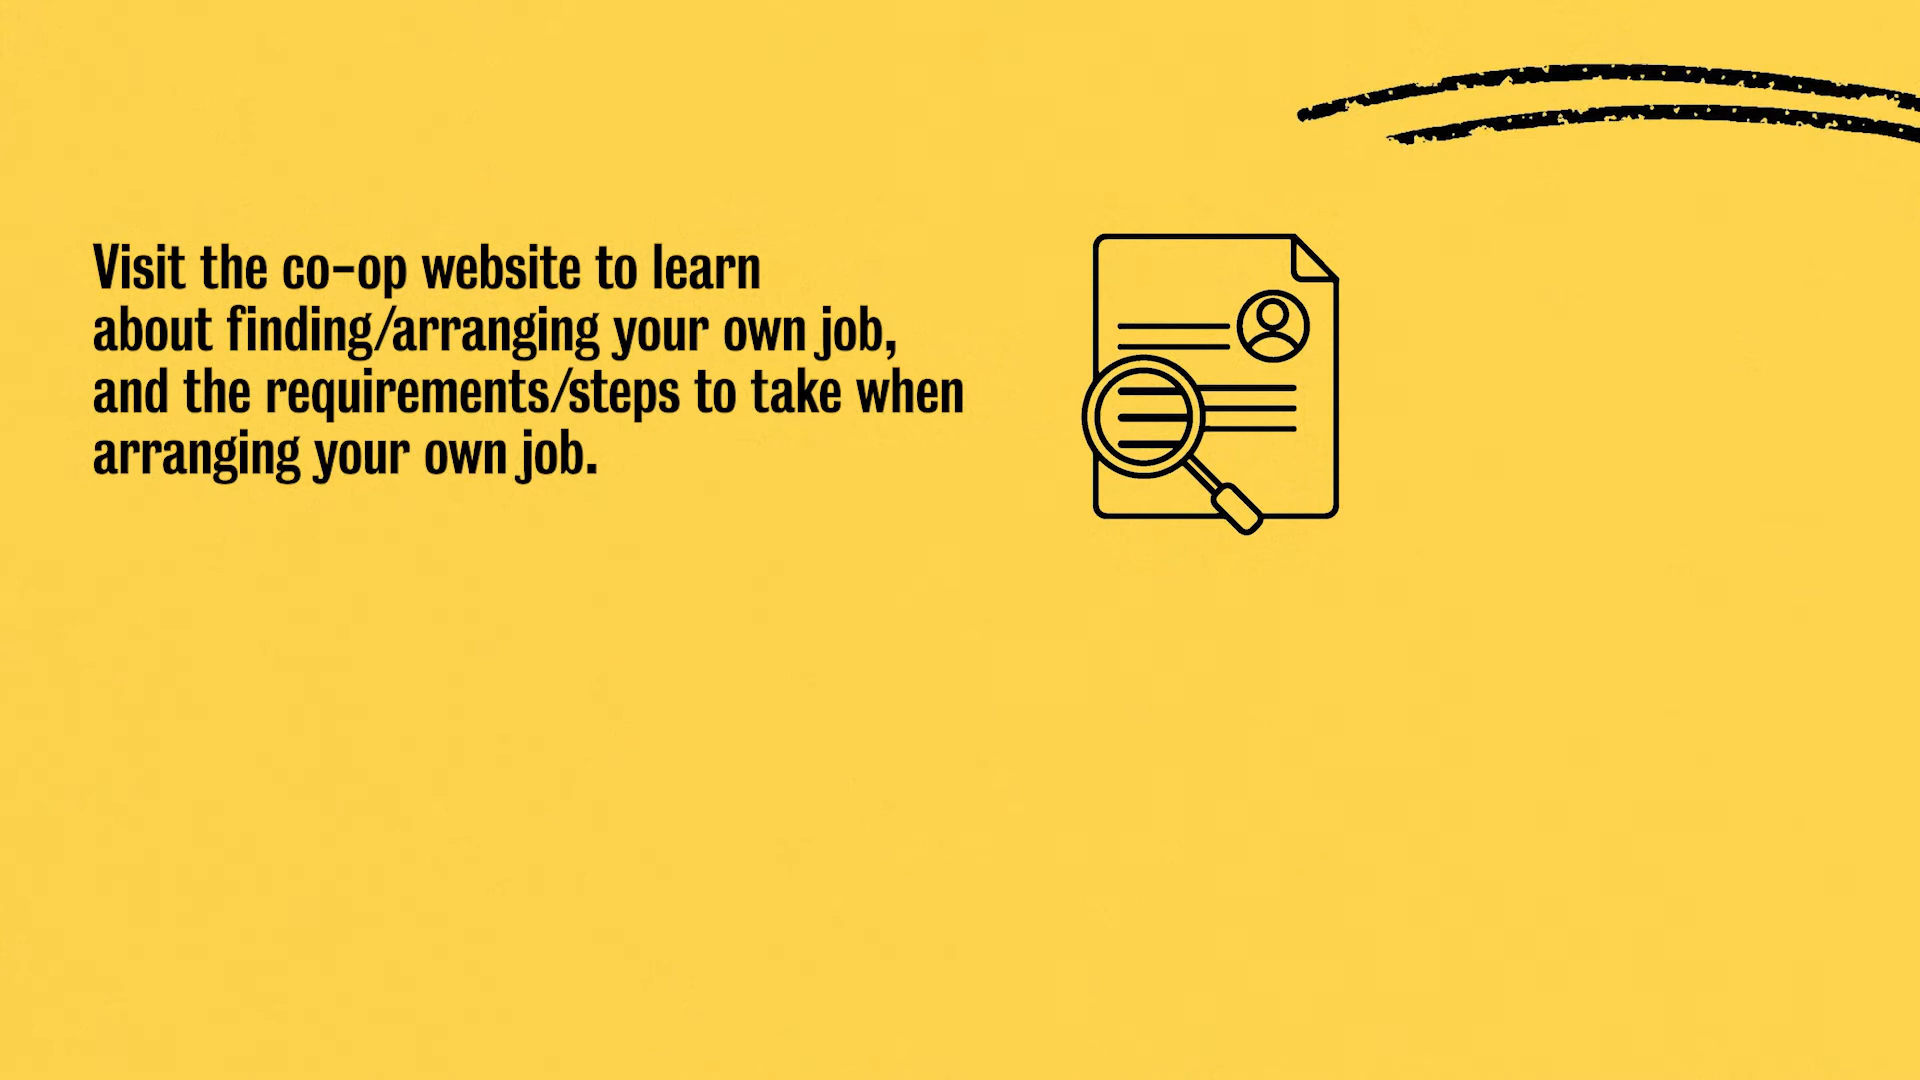 Visit the co-op website to learn
about finding/arranging your own job,
and the requirements/steps to take when
arranging your own job.